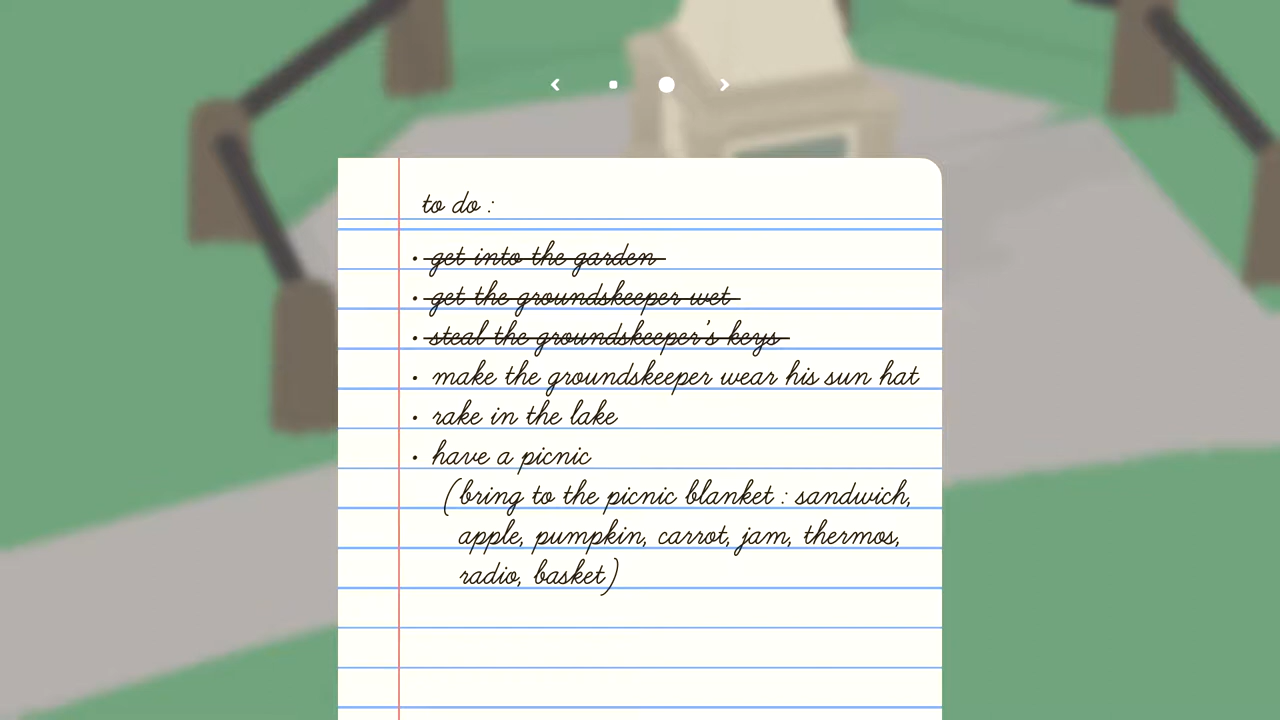 to do :
• get into the garden
• get the groundskeeper wet
• steal the groundskeeper's keys
• make the groundskeeper wear his sun hat
• rake in the lake
• have a picnic
(bring to the picnic blanket : sandwich,
apple, pumpkin, carrot, jam, thermos,
radio, basket)